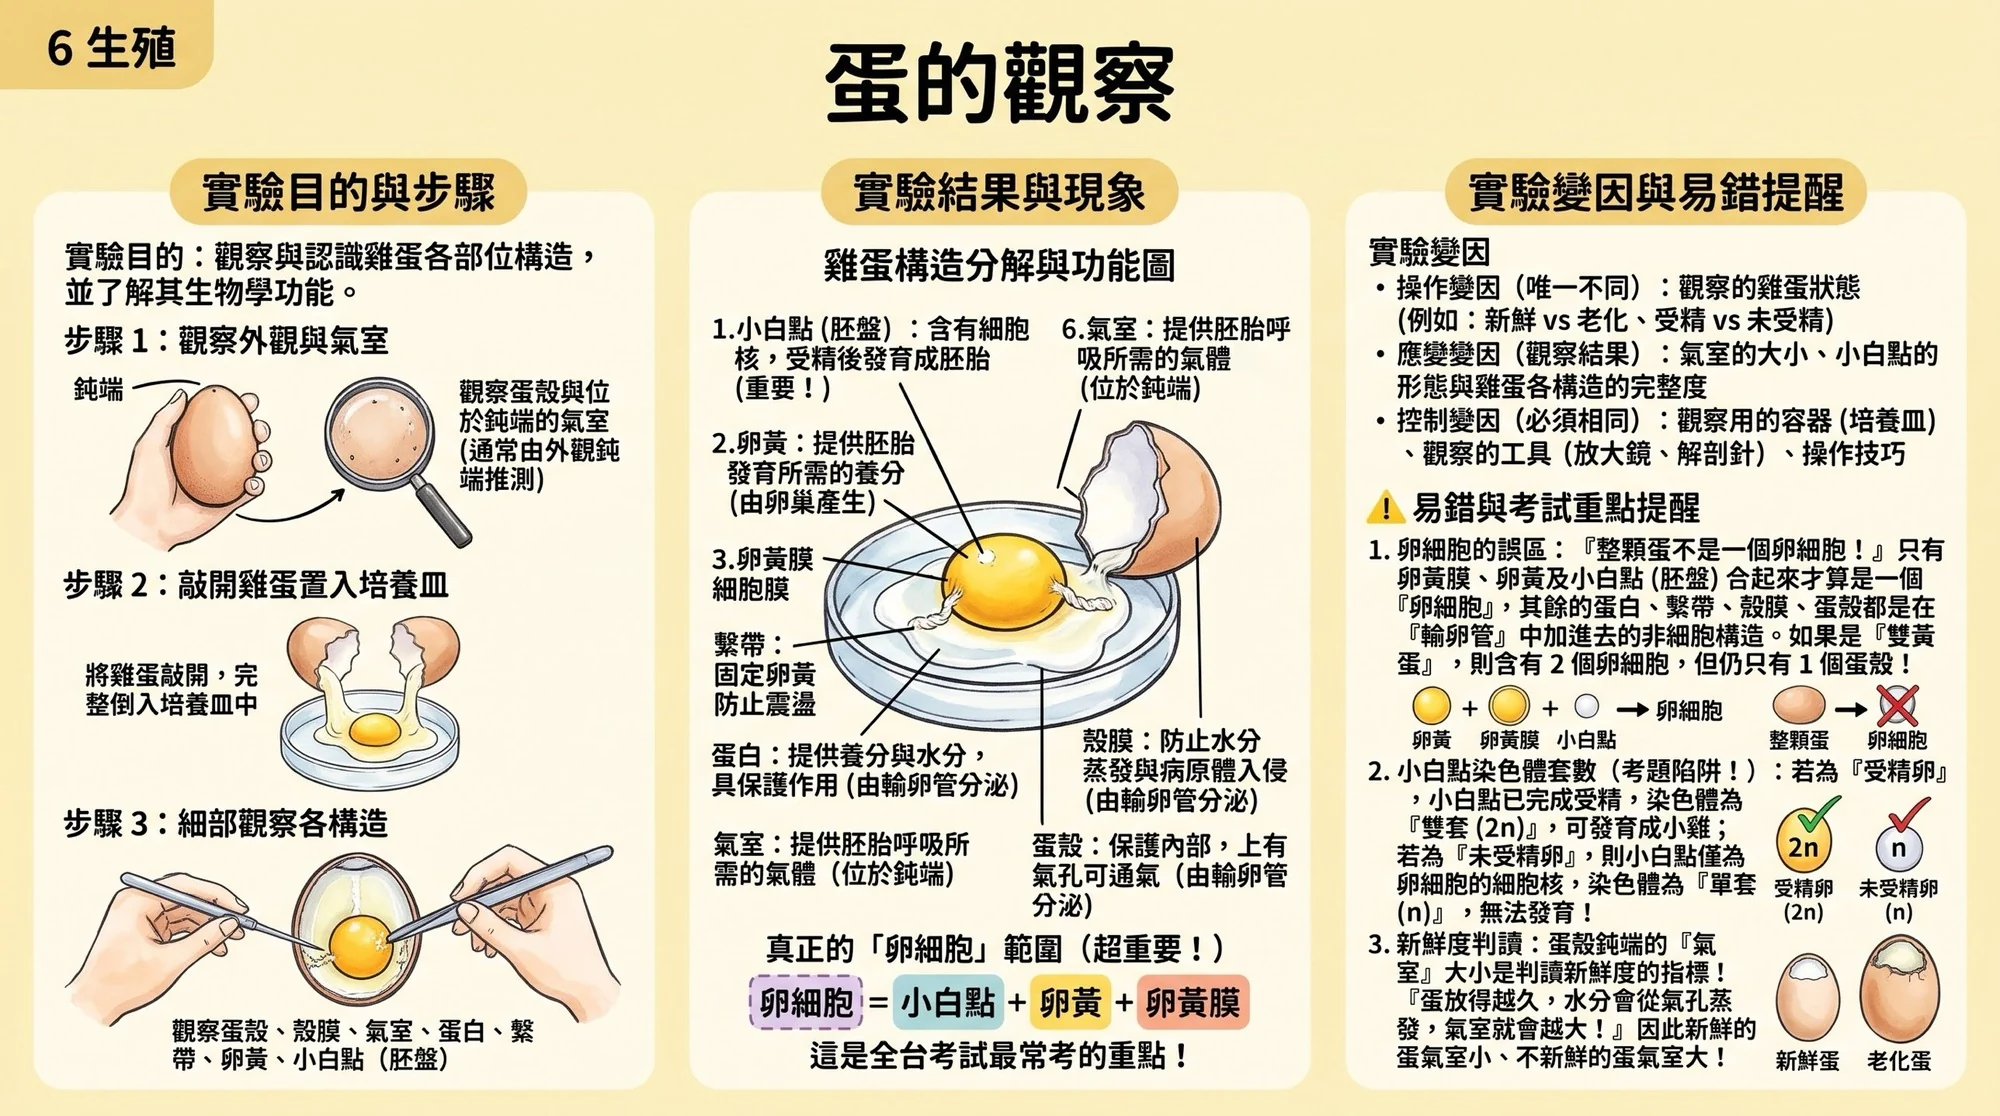 6 生殖
蛋的觀察
實驗目的與步驟
實驗目的：觀察與認識雞蛋各部位構造，
並了解其生物學功能。
步驟 1：觀察外觀與氣室
鈍端
觀察蛋殼與位
於鈍端的氣室
(通常由外觀鈍
端推測)
步驟 2：敲開雞蛋置入培養皿
將雞蛋敲開，完
整倒入培養皿中
步驟 3：細部觀察各構造
觀察蛋殼、殼膜、氣室、蛋白、繫
帶、卵黃、小白點（胚盤）
實驗結果與現象
雞蛋構造分解與功能圖
1.小白點 (胚盤) ：含有細胞
核，受精後發育成胚胎
(重要！)
6.氣室：提供胚胎呼
吸所需的氣體
(位於鈍端)
2.卵黃：提供胚胎
發育所需的養分
(由卵巢產生)
3.卵黃膜
細胞膜
繫帶：
固定卵黃
防止震盪
蛋白：提供養分與水分，
具保護作用 (由輸卵管分泌)
殼膜：防止水分
蒸發與病原體入侵
(由輸卵管分泌)
氣室：提供胚胎呼吸所
需的氣體（位於鈍端）
蛋殼：保護內部，上有
氣孔可通氣（由輸卵管
分泌)
真正的「卵細胞」範圍（超重要！）
卵細胞 = 小白點 + 卵黃 + 卵黃膜
這是全台考試最常考的重點！
實驗變因與易錯提醒
實驗變因
• 操作變因（唯一不同）：觀察的雞蛋狀態
(例如：新鮮 vs 老化、受精 vs 未受精)
• 應變變因（觀察結果）：氣室的大小、小白點的
形態與雞蛋各構造的完整度
• 控制變因（必須相同）：觀察用的容器 (培養皿)
、觀察的工具（放大鏡、解剖針）、操作技巧
! 易錯與考試重點提醒
1. 卵細胞的誤區：『整顆蛋不是一個卵細胞！』只有
卵黃膜、卵黃及小白點 (胚盤) 合起來才算是一個
『卵細胞』，其餘的蛋白、繫帶、殼膜、蛋殼都是在
『輸卵管』中加進去的非細胞構造。如果是『雙黃
蛋』，則含有 2 個卵細胞，但仍只有 1 個蛋殼！
+ + 卵細胞
卵黃 卵黃膜 小白點
整顆蛋 卵細胞
2. 小白點染色體套數（考題陷阱！）：若為『受精卵』
，小白點已完成受精，染色體為
『雙套 (2n)』，可發育成小雞；
若為『未受精卵』，則小白點僅為
卵細胞的細胞核，染色體為『單套
(n)』，無法發育！
2n
受精卵
(2n)
n
未受精卵
(n)
3. 新鮮度判讀：蛋殼鈍端的『氣
室』大小是判讀新鮮度的指標！
『蛋放得越久，水分會從氣孔蒸
發，氣室就會越大！』因此新鮮的
蛋氣室小、不新鮮的蛋氣室大！
新鮮蛋 老化蛋